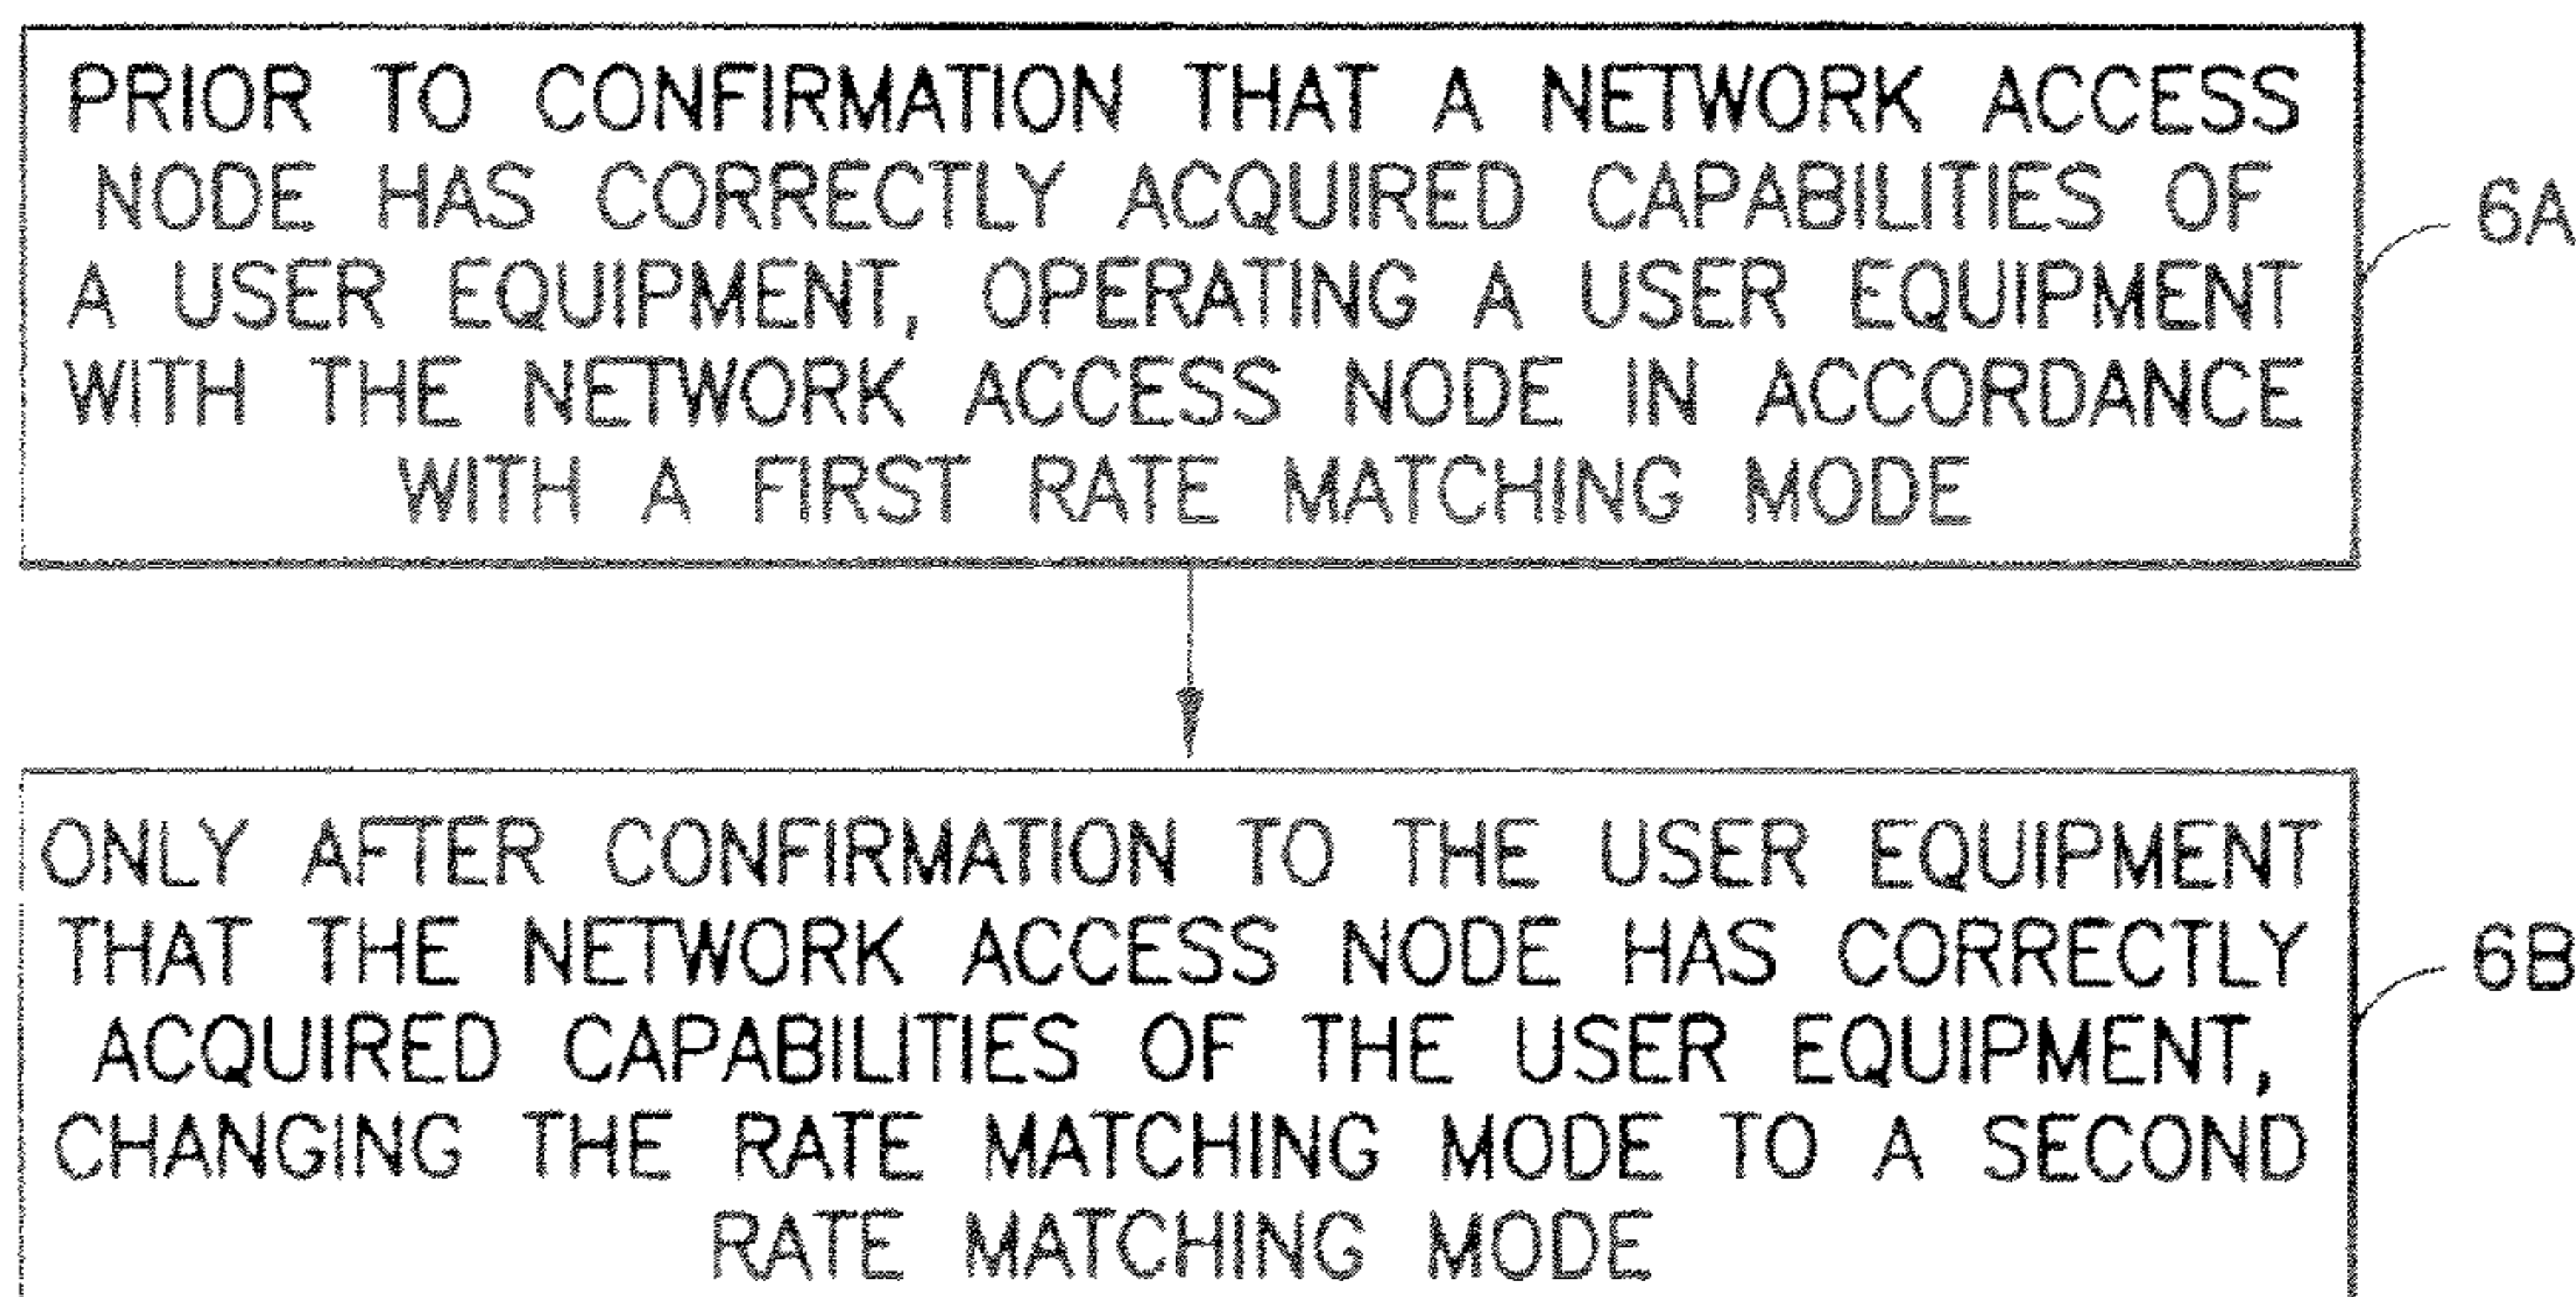 PRIOR TO CONFIRMATION THAT A NETWORK ACCESS
NODE HAS CORRECTLY ACQUIRED CAPABILITIES OF
A USER EQUIPMENT, OPERATING A USER EQUIPMENT
WITH THE NETWORK ACCESS NODE IN ACCORDANCE
WITH A FIRST RATE MATCHING MODE
6A
ONLY AFTER CONFIRMATION TO THE USER EQUIPMENT
THAT THE NETWORK ACCESS NODE HAS CORRECTLY
ACQUIRED CAPABILITIES OF THE USER EQUIPMENT,
CHANGING THE RATE MATCHING MODE TO A SECOND
RATE MATCHING MODE
6B